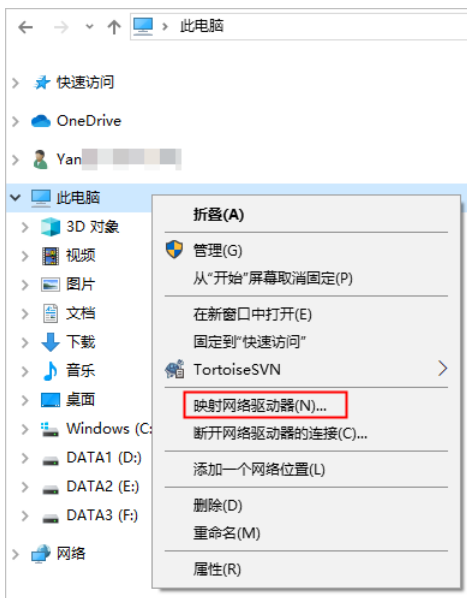 此电脑
快速访问
OneDrive
Yan
此电脑
3D 对象
视频
图片
文档
下载
音乐
桌面
Windows (C:
DATA1 (D:)
DATA2 (E:)
DATA3 (F:)
网络
折叠(A)
管理(G)
从"开始"屏幕取消固定(P)
在新窗口中打开(E)
固定到"快速访问"
TortoiseSVN
映射网络驱动器(N)...
断开网络驱动器的连接(C)...
添加一个网络位置(L)
删除(D)
重命名(M)
属性(R)